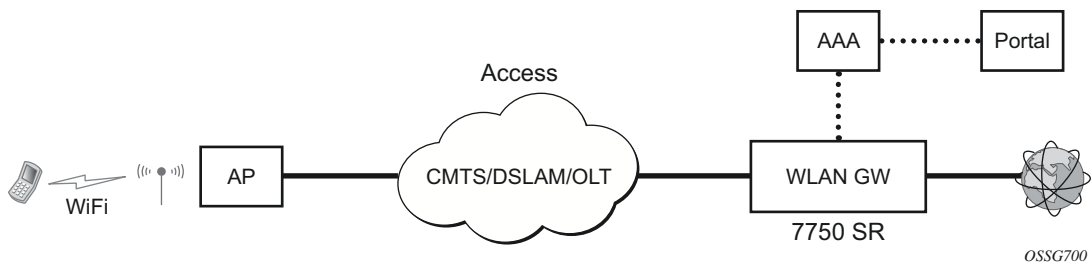 AAA
Portal
Access
AP
CMTS/DSLAM/OLT
WLAN GW
WiFi
7750 SR
OSSG700